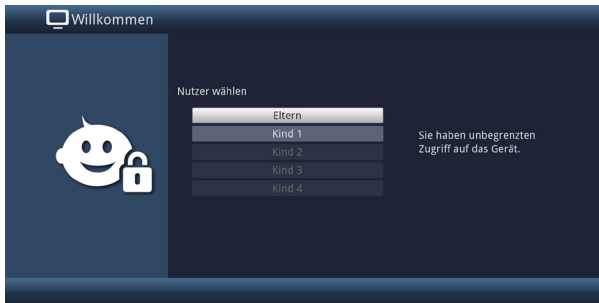 Willkommen
Nutzer wählen
Eltern
Kind 1
Kind 2
Kind 3
Kind 4
Sie haben unbegrenzten
Zugriff auf das Gerät.